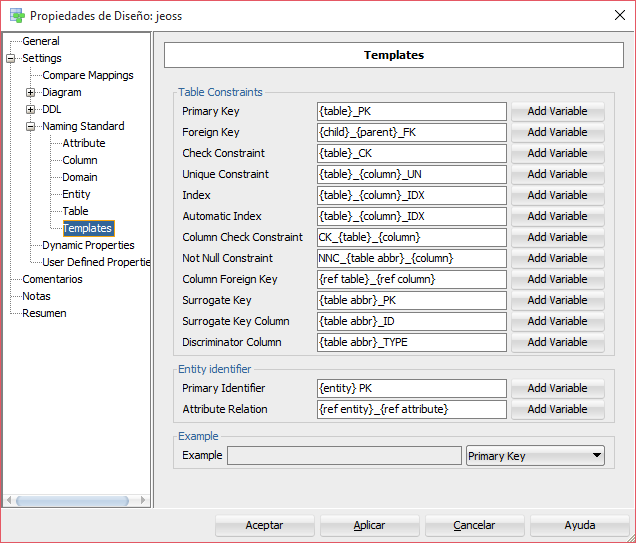 Propiedades de Diseño: jeoss
General
Settings
Compare Mappings
Diagram
DDL
Naming Standard
Attribute
Column
Domain
Entity
Table
Templates
Dynamic Properties
User Defined Propertie
Comentarios
Notas
Resumen
Templates
Table Constraints
Primary Key {table}_PK Add Variable
Foreign Key {child}_{parent}_FK Add Variable
Check Constraint {table}_CK Add Variable
Unique Constraint {table}_{column}_UN Add Variable
Index {table}_{column}_IDX Add Variable
Automatic Index {table}_{column}_IDX Add Variable
Column Check Constraint CK_{table}_{column} Add Variable
Not Null Constraint NNC_{table abbr}_{column} Add Variable
Column Foreign Key {ref table}_{ref column} Add Variable
Surrogate Key {table abbr}_PK Add Variable
Surrogate Key Column {table abbr}_ID Add Variable
Discriminator Column {table abbr}_TYPE Add Variable
Entity identifier
Primary Identifier {entity} PK Add Variable
Attribute Relation {ref entity}_{ref attribute} Add Variable
Example
Example Primary Key
Aceptar Aplicar Cancelar Ayuda